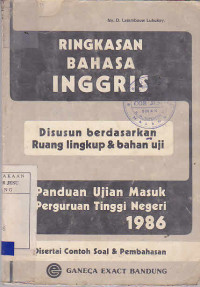 RINGKASAN
BAHASA
INGGRIS
Disusun berdasarkan
Ruang lingkup & bahan uji
Panduan Ujian Masuk
Perguruan Tinggi Negeri
1986
Disertai Contoh Soal & Pembahasan
GANEÇA EXACT BANDUNG